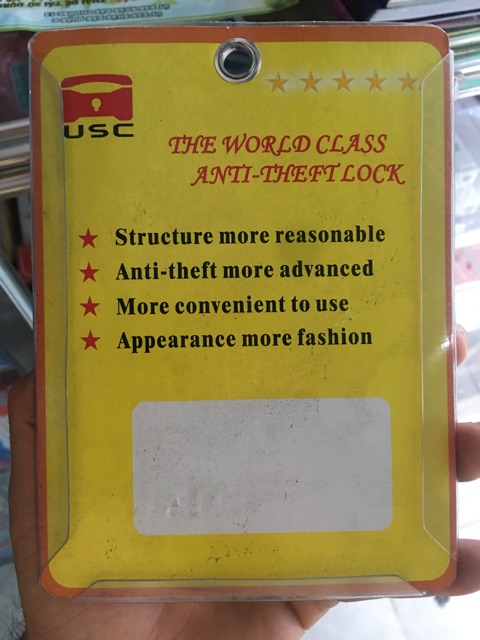 USC
THE WORLD CLASS
ANTI-THEFT LOCK
Structure more reasonable
Anti-theft more advanced
More convenient to use
Appearance more fashion